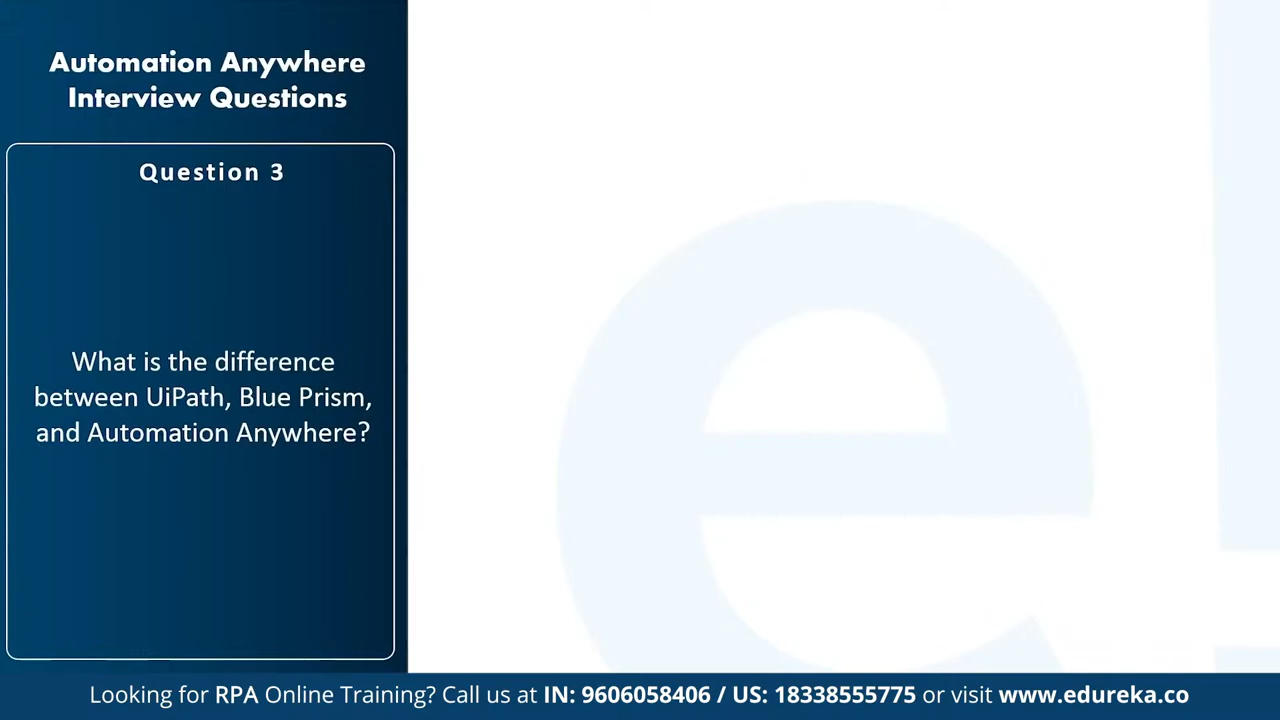 Automation Anywhere
Interview Questions
Question 3
What is the difference
between UiPath, Blue Prism,
and Automation Anywhere?
Looking for RPA Online Training? Call us at IN: 9606058406 / US: 18338555775 or visit www.edureka.co